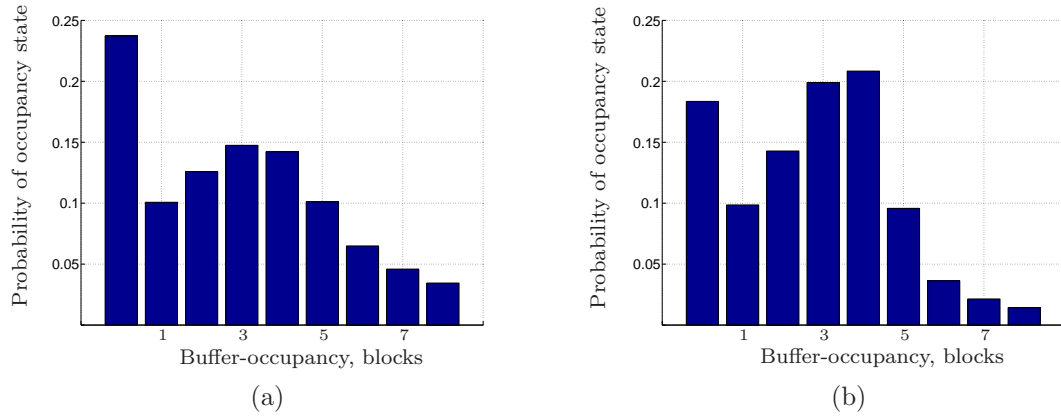 Probability of occupancy state
0.25
0.2
0.15
0.1
0.05
1 3 5 7
Buffer-occupancy, blocks
(a)
Probability of occupancy state
0.25
0.2
0.15
0.1
0.05
1 3 5 7
Buffer-occupancy, blocks
(b)